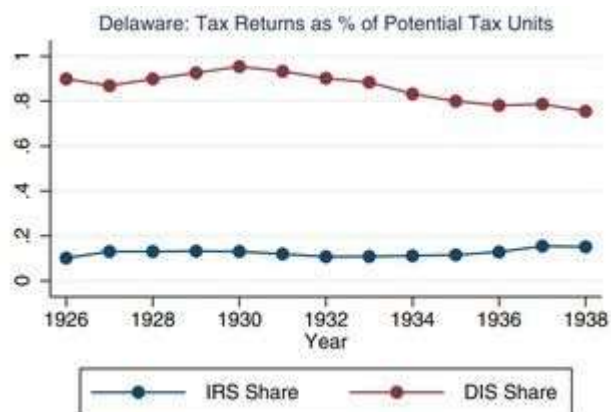 Delaware: Tax Returns as % of Potential Tax Units
1
.8
.6
.4
.2
0
1926 1928 1930 1932 1934 1936 1938
Year
IRS Share DIS Share